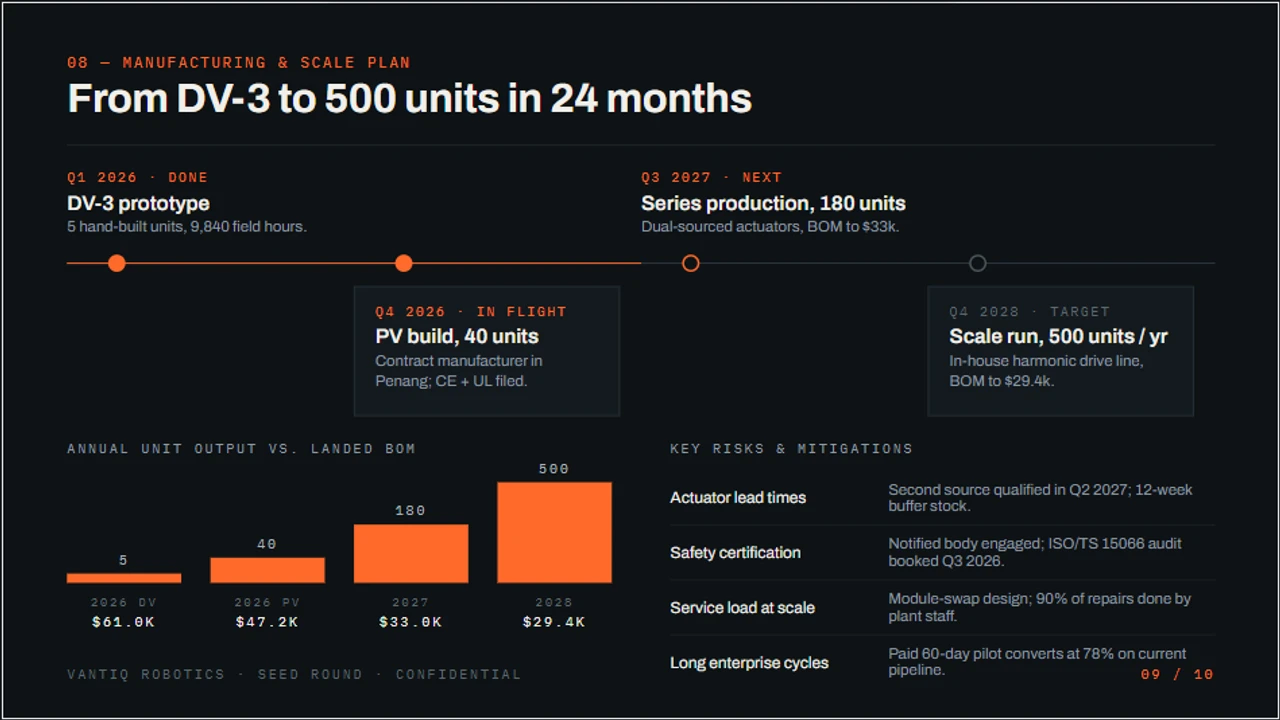 08 — MANUFACTURING & SCALE PLAN
From DV-3 to 500 units in 24 months
Q1 2026 · DONE
DV-3 prototype
5 hand-built units, 9,840 field hours.
Q3 2027 · NEXT
Series production, 180 units
Dual-sourced actuators, BOM to $33k.
Q4 2026 · IN FLIGHT
PV build, 40 units
Contract manufacturer in
Penang; CE + UL filed.
Q4 2028 · TARGET
Scale run, 500 units / yr
In-house harmonic drive line,
BOM to $29.4k.
ANNUAL UNIT OUTPUT VS. LANDED BOM
5
40
180
500
2026 DV
2026 PV
2027
2028
$61.0K
$47.2K
$33.0K
$29.4K
KEY RISKS & MITIGATIONS
Actuator lead times
Second source qualified in Q2 2027; 12-week
buffer stock.
Safety certification
Notified body engaged; ISO/TS 15066 audit
booked Q3 2026.
Service load at scale
Module-swap design; 90% of repairs done by
plant staff.
Long enterprise cycles
Paid 60-day pilot converts at 78% on current
pipeline.
VANTIQ ROBOTICS · SEED ROUND · CONFIDENTIAL
09 / 10